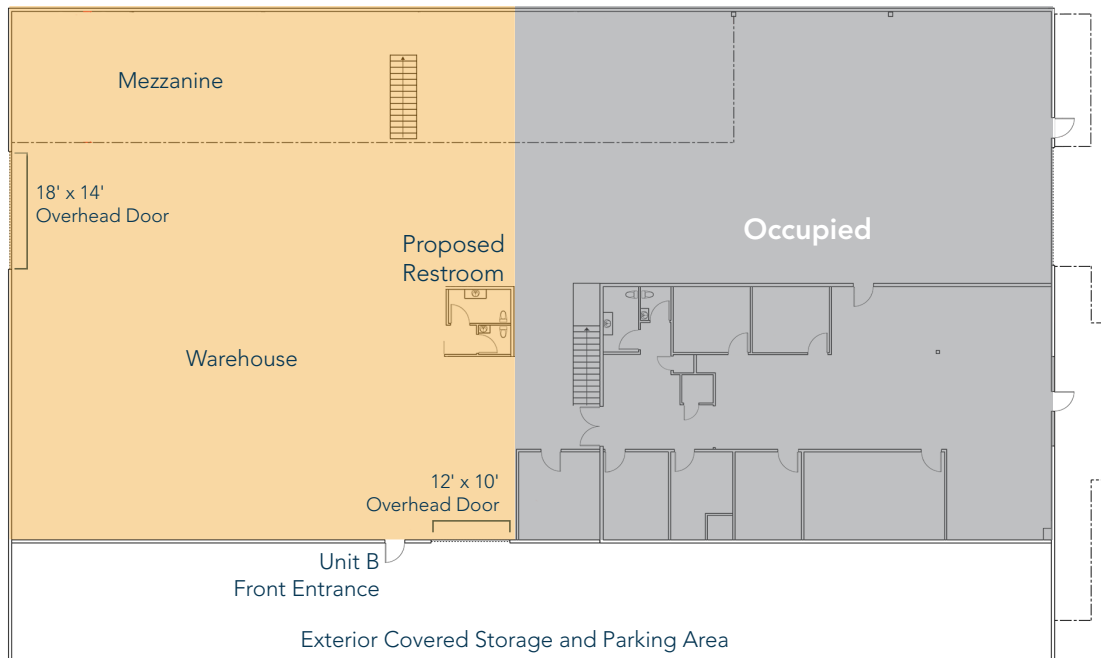 Mezzanine
18' x 14'
Overhead Door
Occupied
Proposed
Restroom
Warehouse
12' x 10'
Overhead Door
Unit B
Front Entrance
Exterior Covered Storage and Parking Area